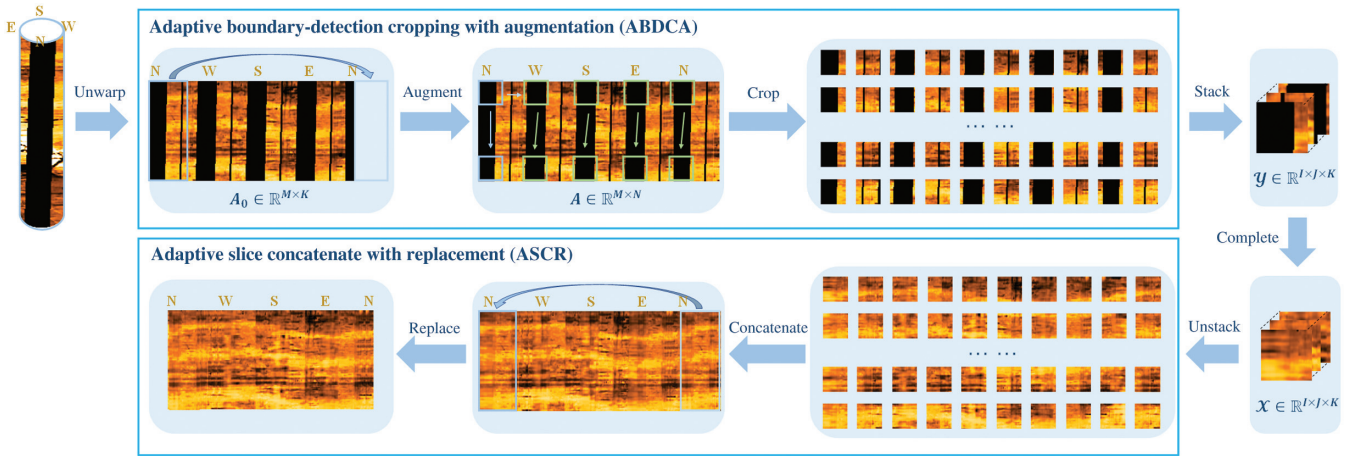 S
E W
N
Unwarp
Adaptive boundary-detection cropping with augmentation (ABDCA)
N W S E N
A₀ ∈ ℝ^{M×K}
Augment
N W S E N
A ∈ ℝ^{M×N}
Crop
... ...
Stack
𝓨 ∈ ℝ^{I×J×K}
Complete
𝓧 ∈ ℝ^{I×J×K}
Unstack
Adaptive slice concatenate with replacement (ASCR)
... ...
Concatenate
N W S E N
Replace
N W S E N